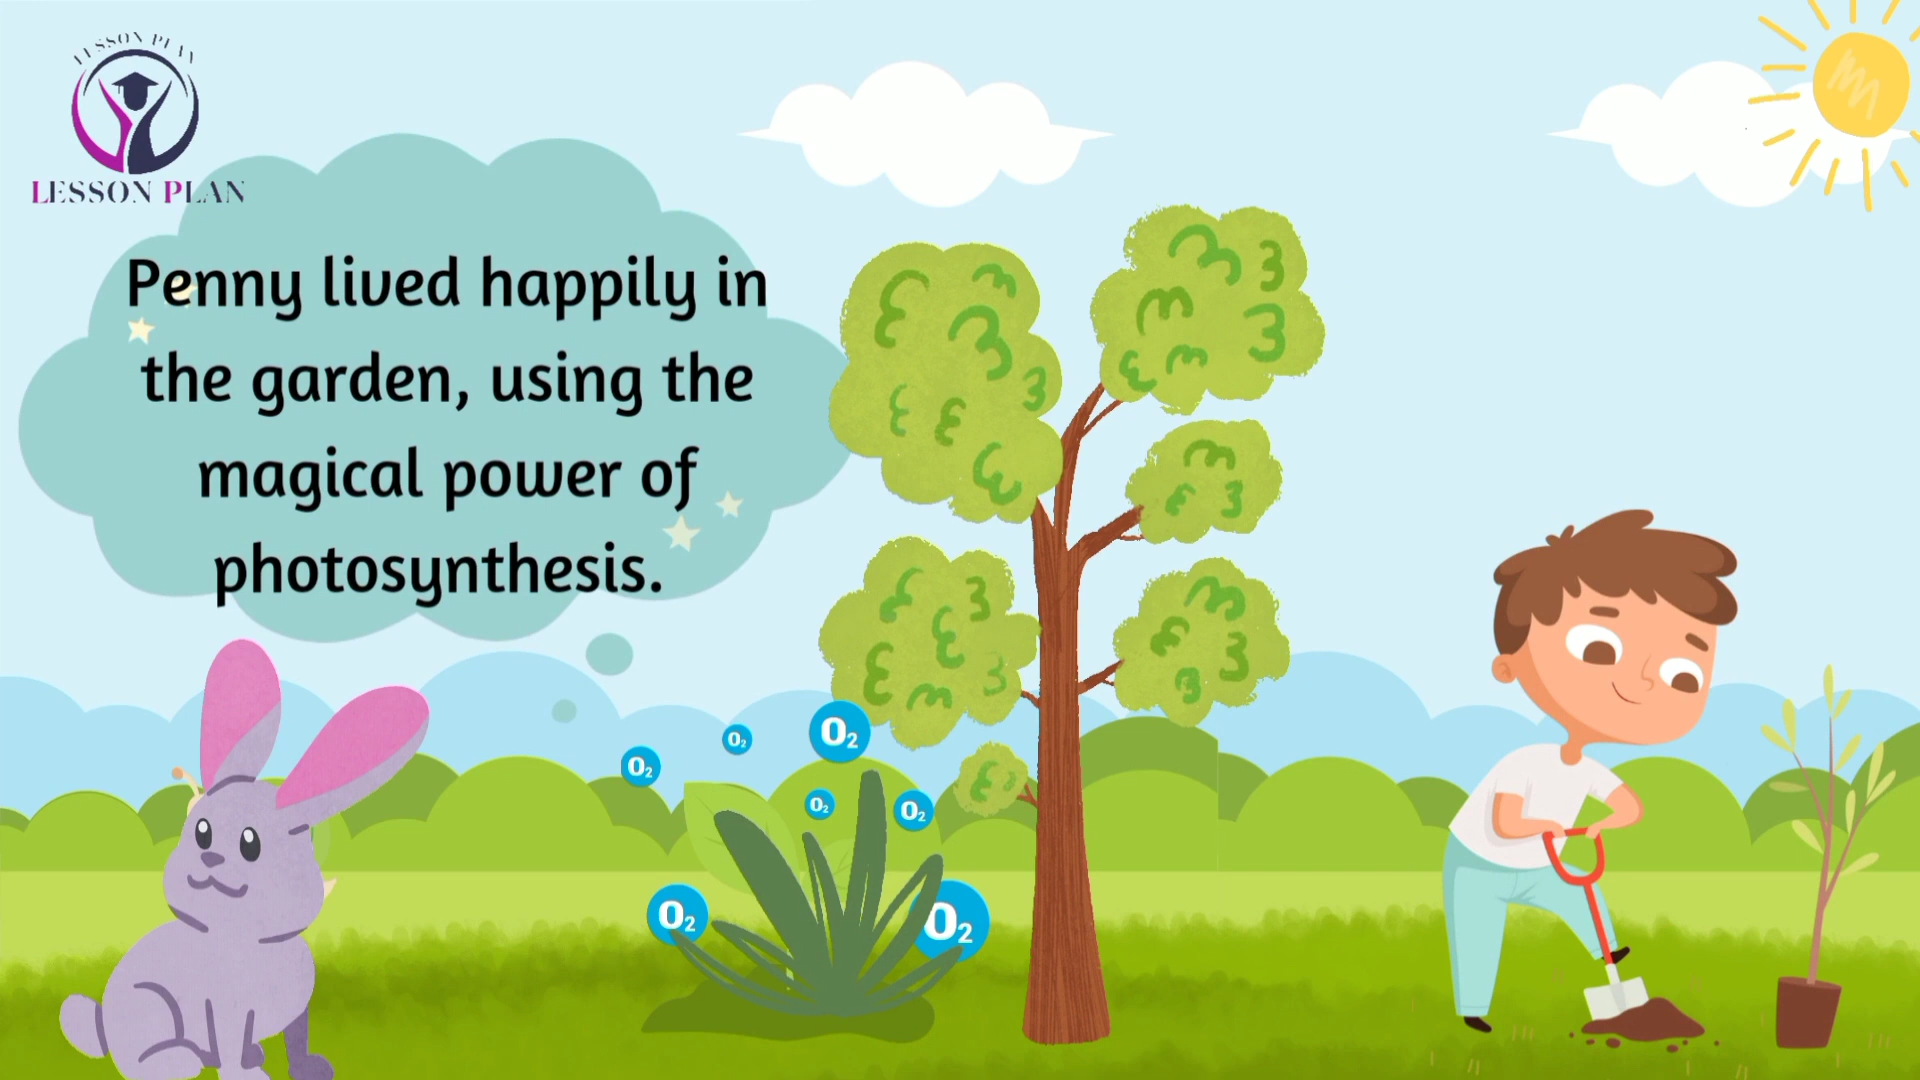 LESSON PLAN
LESSON PLAN
Penny lived happily in
the garden, using the
magical power of
photosynthesis.
O₂
O₂
O₂
O₂
O₂
O₂
O₂